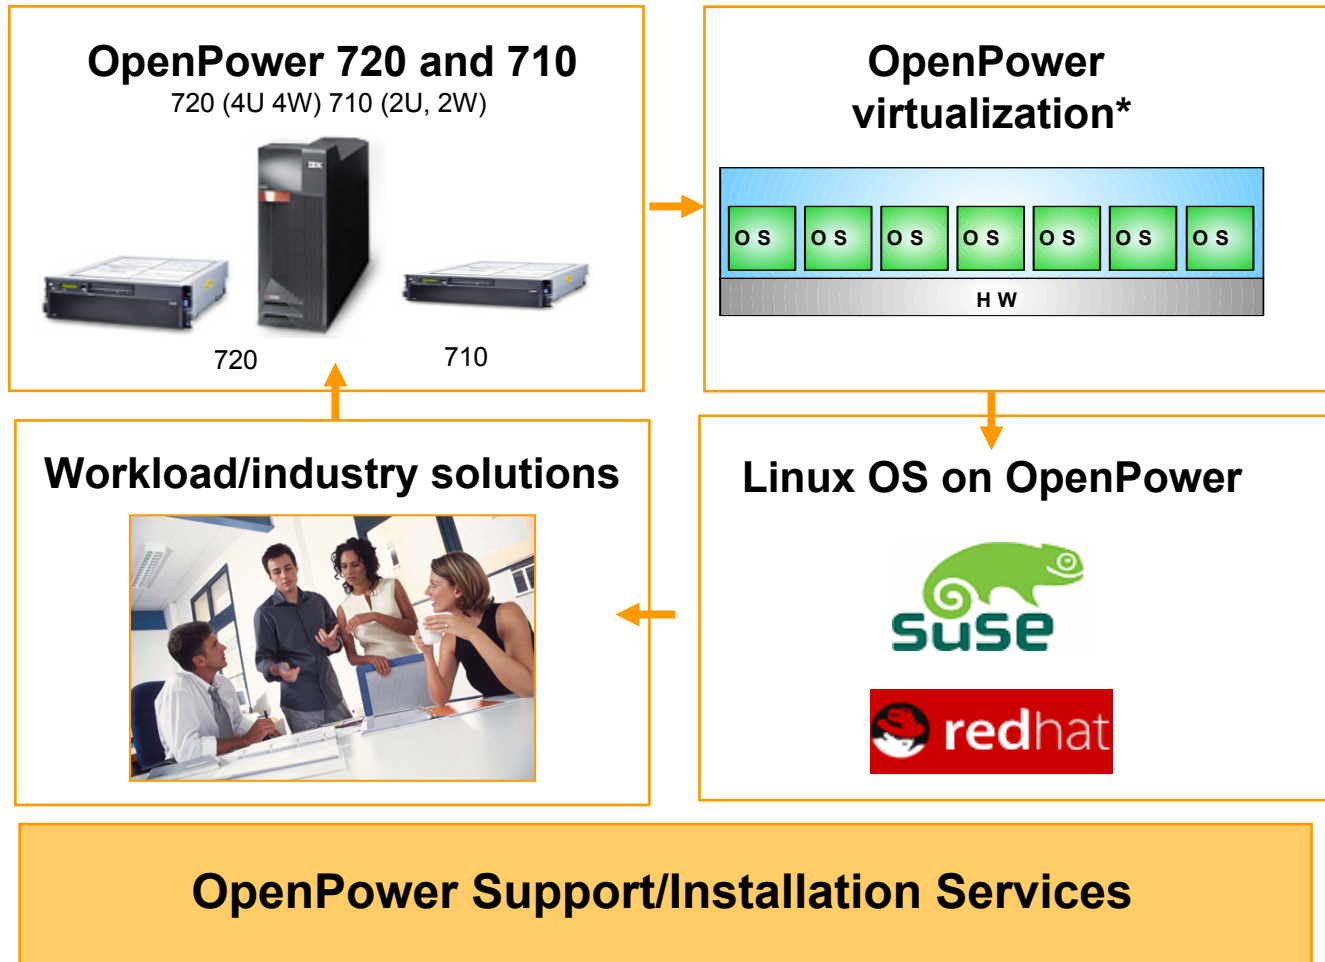 OpenPower 720 and 710
720 (4U 4W) 710 (2U, 2W)
IBM
720
710
OpenPower
virtualization*
O S O S O S O S O S O S O S
H W
Workload/industry solutions
Linux OS on OpenPower
suse
redhat
OpenPower Support/Installation Services